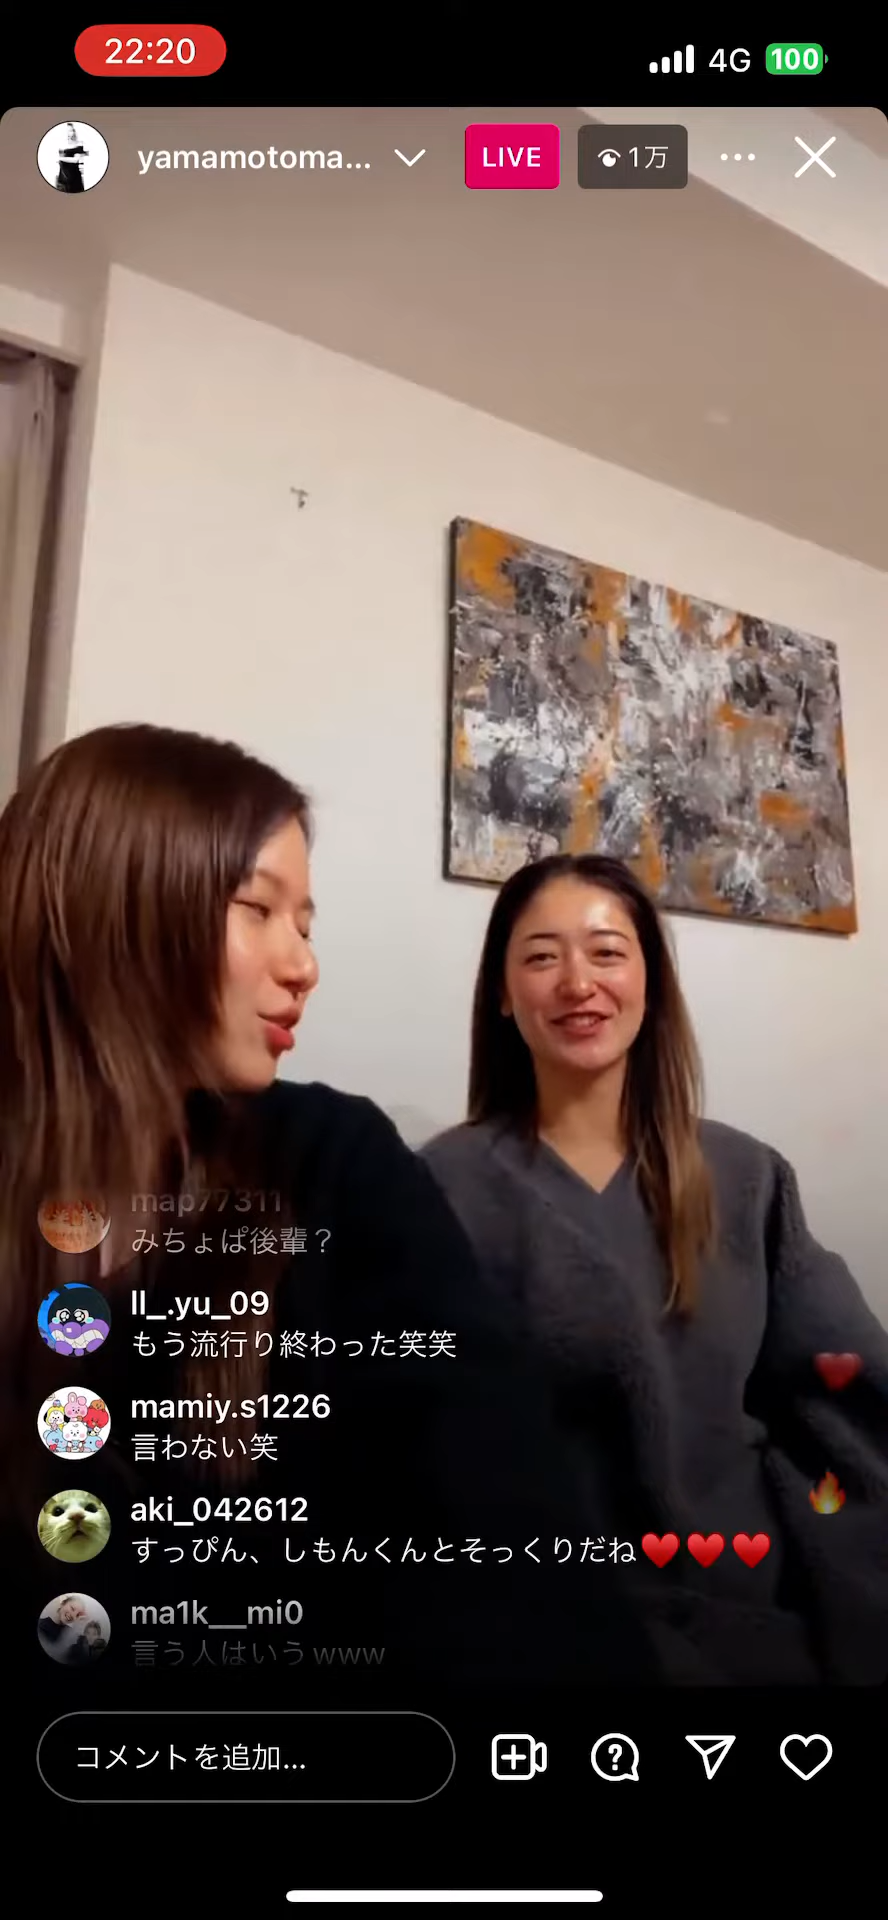 22:20
4G
100
yamamotoma...
LIVE
1万
map77311
みちょぱ後輩？
ll_.yu_09
もう流行り終わった笑笑
mamiy.s1226
言わない笑
aki_042612
すっぴん、しもんくんとそっくりだね❤️❤️❤️
ma1k__mi0
言う人はいうwww
コメントを追加...